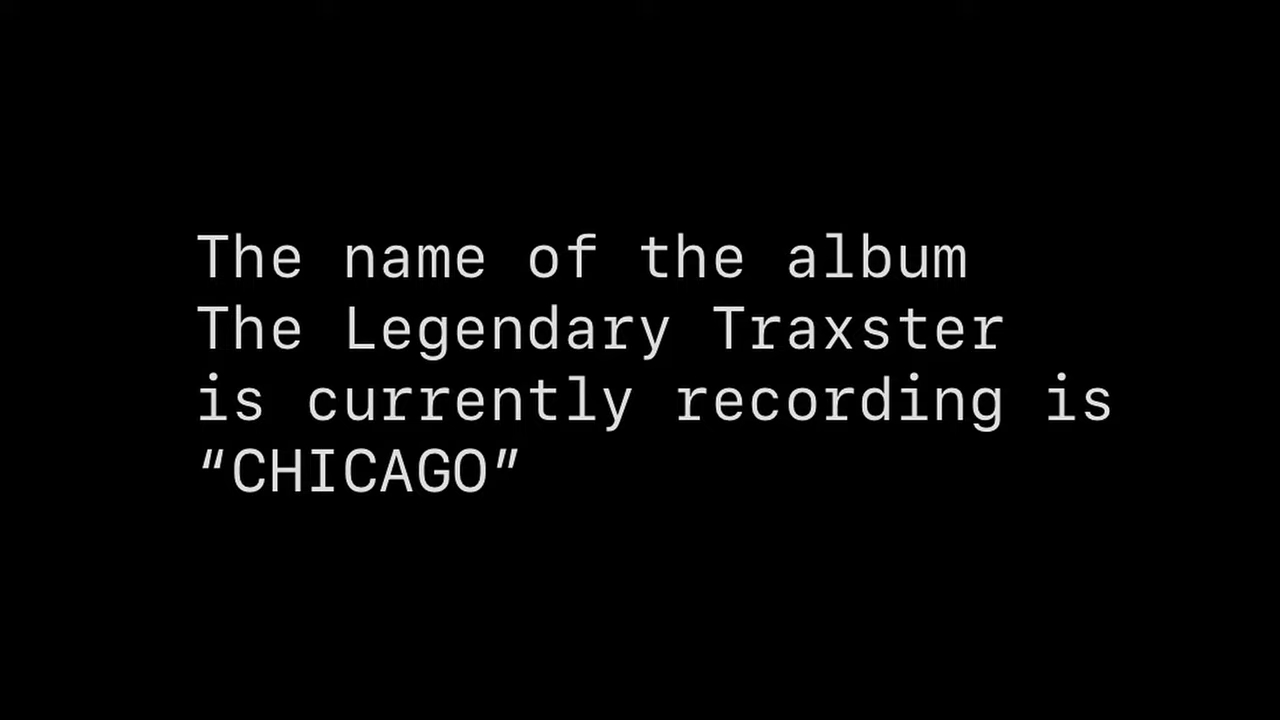 The name of the album
The Legendary Traxster
is currently recording is
“CHICAGO”